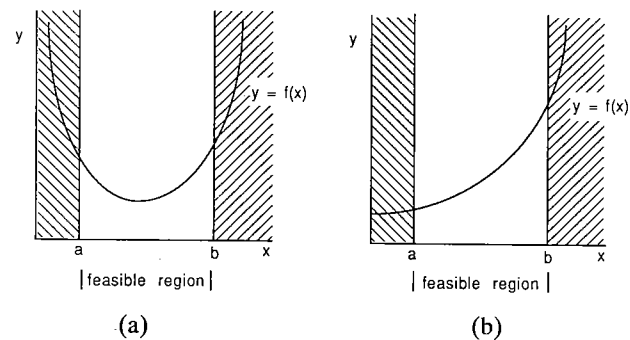 y
y = f(x)
a
b
x
feasible region
(a)
y
y = f(x)
a
b
x
feasible region
(b)